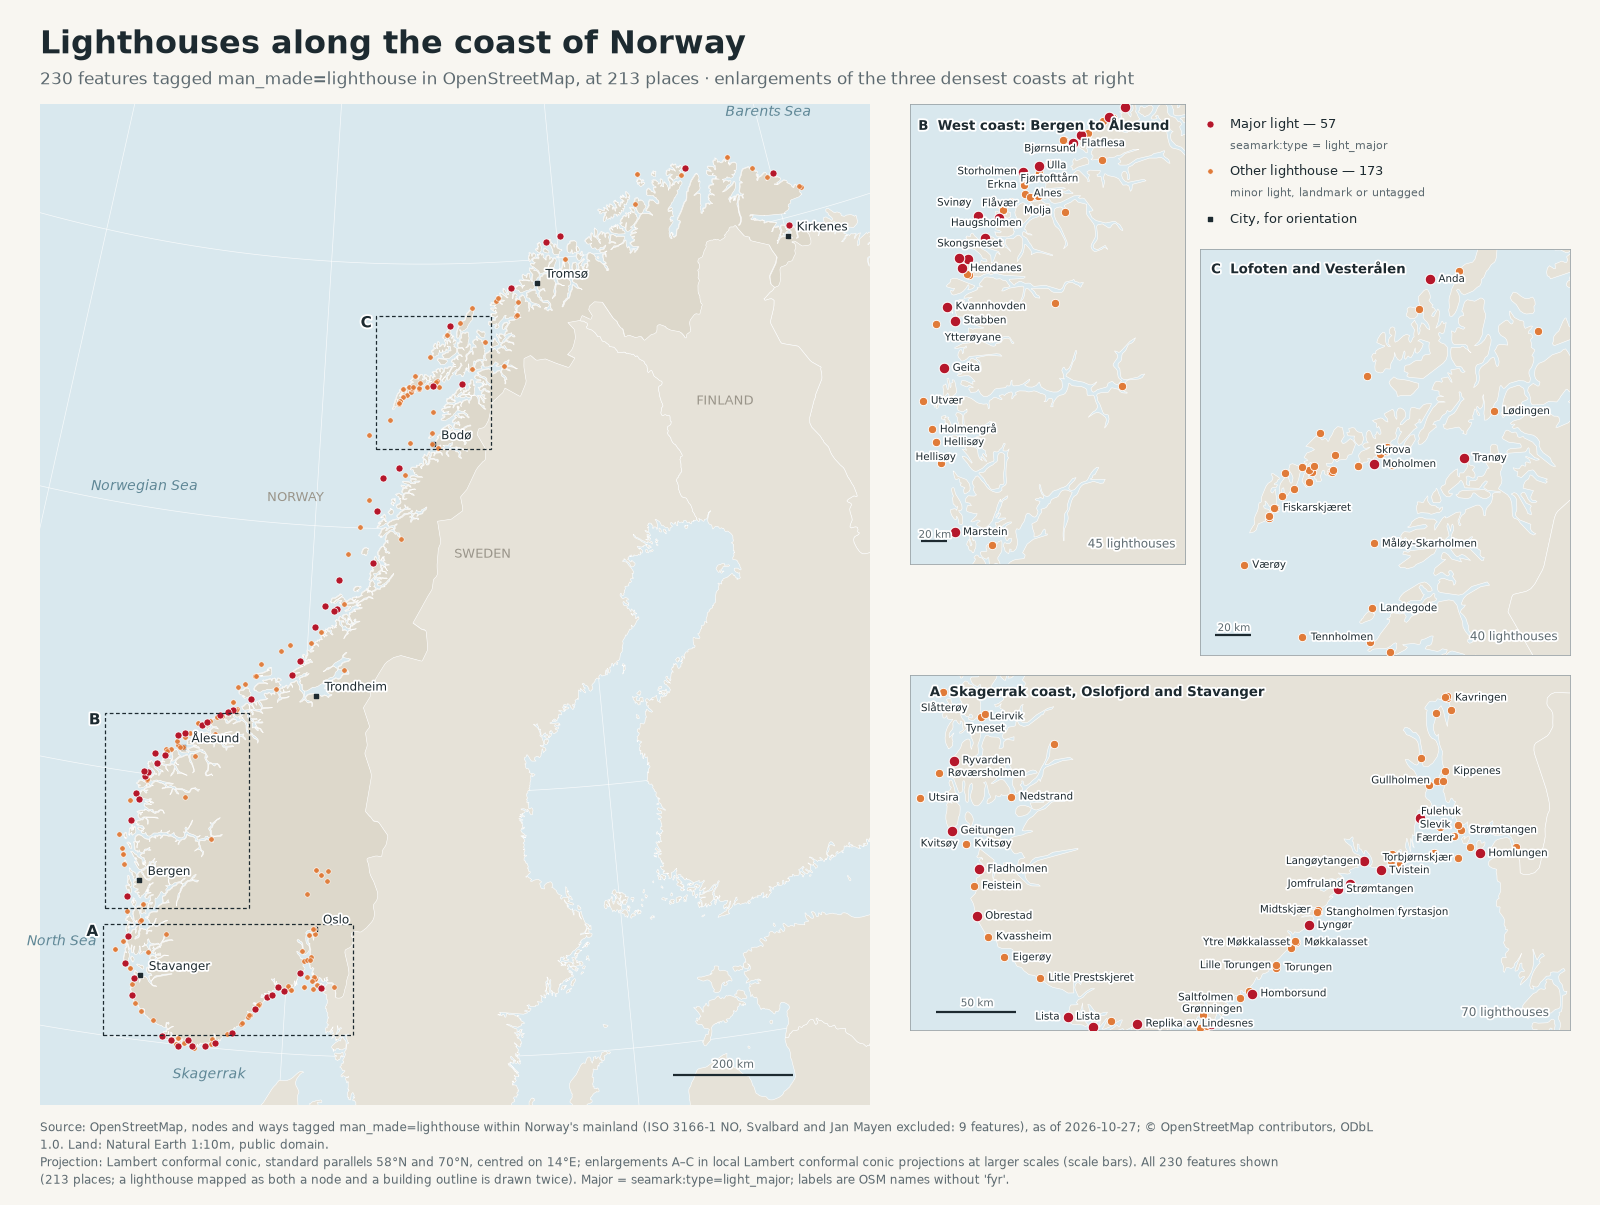 Lighthouses along the coast of Norway
230 features tagged man_made=lighthouse in OpenStreetMap, at 213 places · enlargements of the three densest coasts at right
Barents Sea
Kirkenes
Tromsø
C
FINLAND
Bodø
Norwegian Sea
NORWAY
SWEDEN
Trondheim
B
Ålesund
Bergen
Oslo
A
North Sea
Stavanger
Skagerrak
200 km
B West coast: Bergen to Ålesund
Flatflesa
Bjørnsund
Ulla
Storholmen
Fjørtofttårn
Erkna
Alnes
Svinøy
Flåvær
Molja
Haugsholmen
Skongsneset
Hendanes
Kvannhovden
Stabben
Ytterøyane
Geita
Utvær
Holmengrå
Hellisøy
Hellisøy
Marstein
20 km
45 lighthouses
Major light — 57
seamark:type = light_major
Other lighthouse — 173
minor light, landmark or untagged
City, for orientation
C Lofoten and Vesterålen
Anda
Lødingen
Skrova
Moholmen
Tranøy
Fiskarskjæret
Måløy-Skarholmen
Værøy
Landegode
Tennholmen
20 km
40 lighthouses
A Skagerrak coast, Oslofjord and Stavanger
Slåtterøy
Leirvik
Tyneset
Kavringen
Ryvarden
Røværsholmen
Utsira
Nedstrand
Kippenes
Gullholmen
Geitungen
Kvitsøy
Kvitsøy
Fulehuk
Slevik
Strømtangen
Færder
Homlungen
Langøytangen
Torbjørnskjær
Tvistein
Fladholmen
Feistein
Jomfruland
Strømtangen
Obrestad
Midtskjær
Stangholmen fyrstasjon
Lyngør
Kvassheim
Ytre Møkkalasset
Møkkalasset
Eigerøy
Lille Torungen
Torungen
Litle Prestskjeret
Saltfolmen
Homborsund
Grønningen
Lista
Lista
Replika av Lindesnes
50 km
70 lighthouses
Source: OpenStreetMap, nodes and ways tagged man_made=lighthouse within Norway's mainland (ISO 3166-1 NO, Svalbard and Jan Mayen excluded: 9 features), as of 2026-10-27; © OpenStreetMap contributors, ODbL
1.0. Land: Natural Earth 1:10m, public domain.
Projection: Lambert conformal conic, standard parallels 58°N and 70°N, centred on 14°E; enlargements A–C in local Lambert conformal conic projections at larger scales (scale bars). All 230 features shown
(213 places; a lighthouse mapped as both a node and a building outline is drawn twice). Major = seamark:type=light_major; labels are OSM names without 'fyr'.